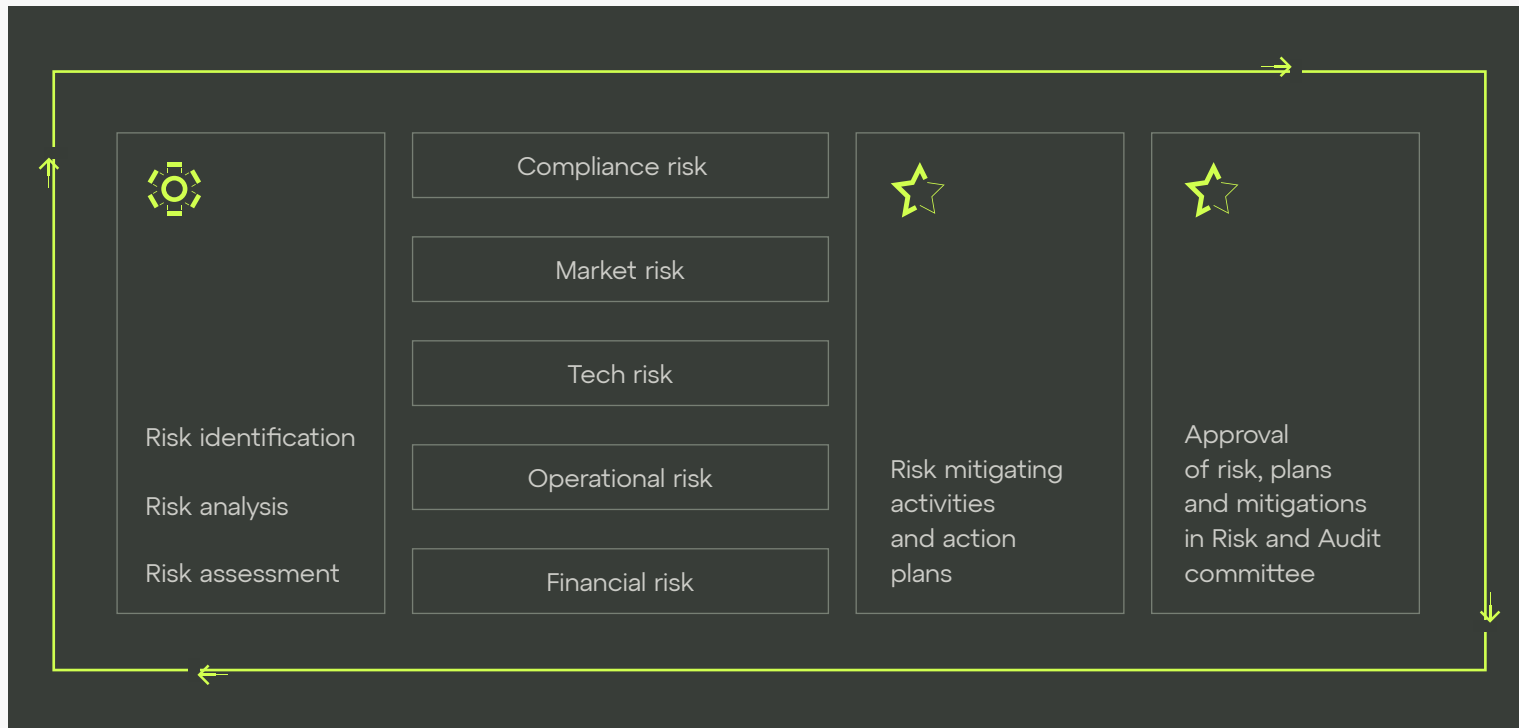 Risk identification
Risk analysis
Risk assessment
Compliance risk
Market risk
Tech risk
Operational risk
Financial risk
Risk mitigating
activities
and action
plans
Approval
of risk, plans
and mitigations
in Risk and Audit
committee